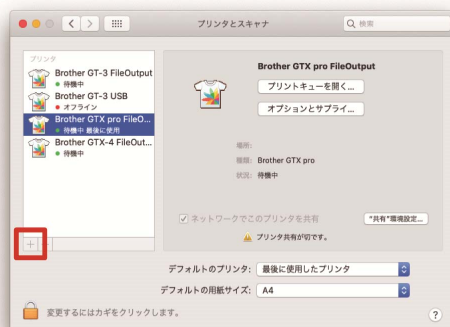 プリンタとスキャナ
検索
プリンタ
Brother GT-3 FileOutput
待機中
Brother GT-3 USB
オフライン
Brother GTX pro FileO...
待機中 最後に使用
Brother GTX-4 FileOut...
待機中
+
Brother GTX pro FileOutput
プリントキューを開く...
オプションとサプライ...
場所:
種類: Brother GTX pro
状況: 待機中
ネットワークでこのプリンタを共有
"共有"環境設定...
プリンタ共有が切です。
デフォルトのプリンタ: 最後に使用したプリンタ
デフォルトの用紙サイズ: A4
変更するにはカギをクリックします。
?